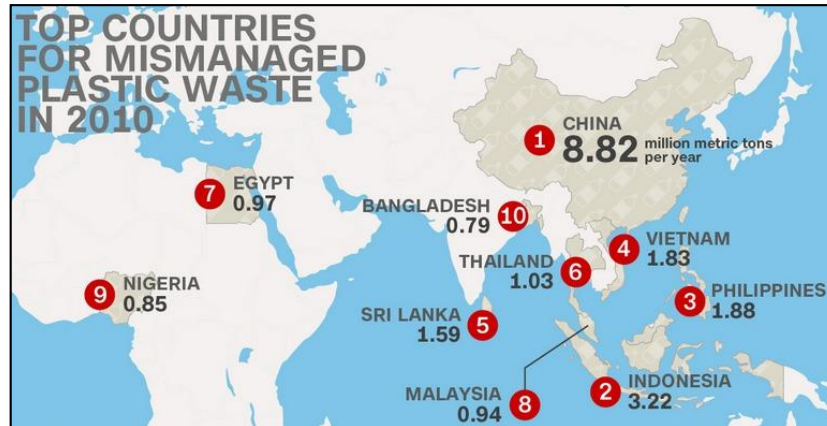 TOP COUNTRIES
FOR MISMANAGED
PLASTIC WASTE
IN 2010
1
CHINA
8.82 million metric tons
per year
7
EGYPT
0.97
BANGLADESH
0.79
10
4
VIETNAM
1.83
THAILAND
1.03
6
9
NIGERIA
0.85
3
PHILIPPINES
1.88
SRI LANKA
1.59
5
MALAYSIA
0.94
8
2
INDONESIA
3.22